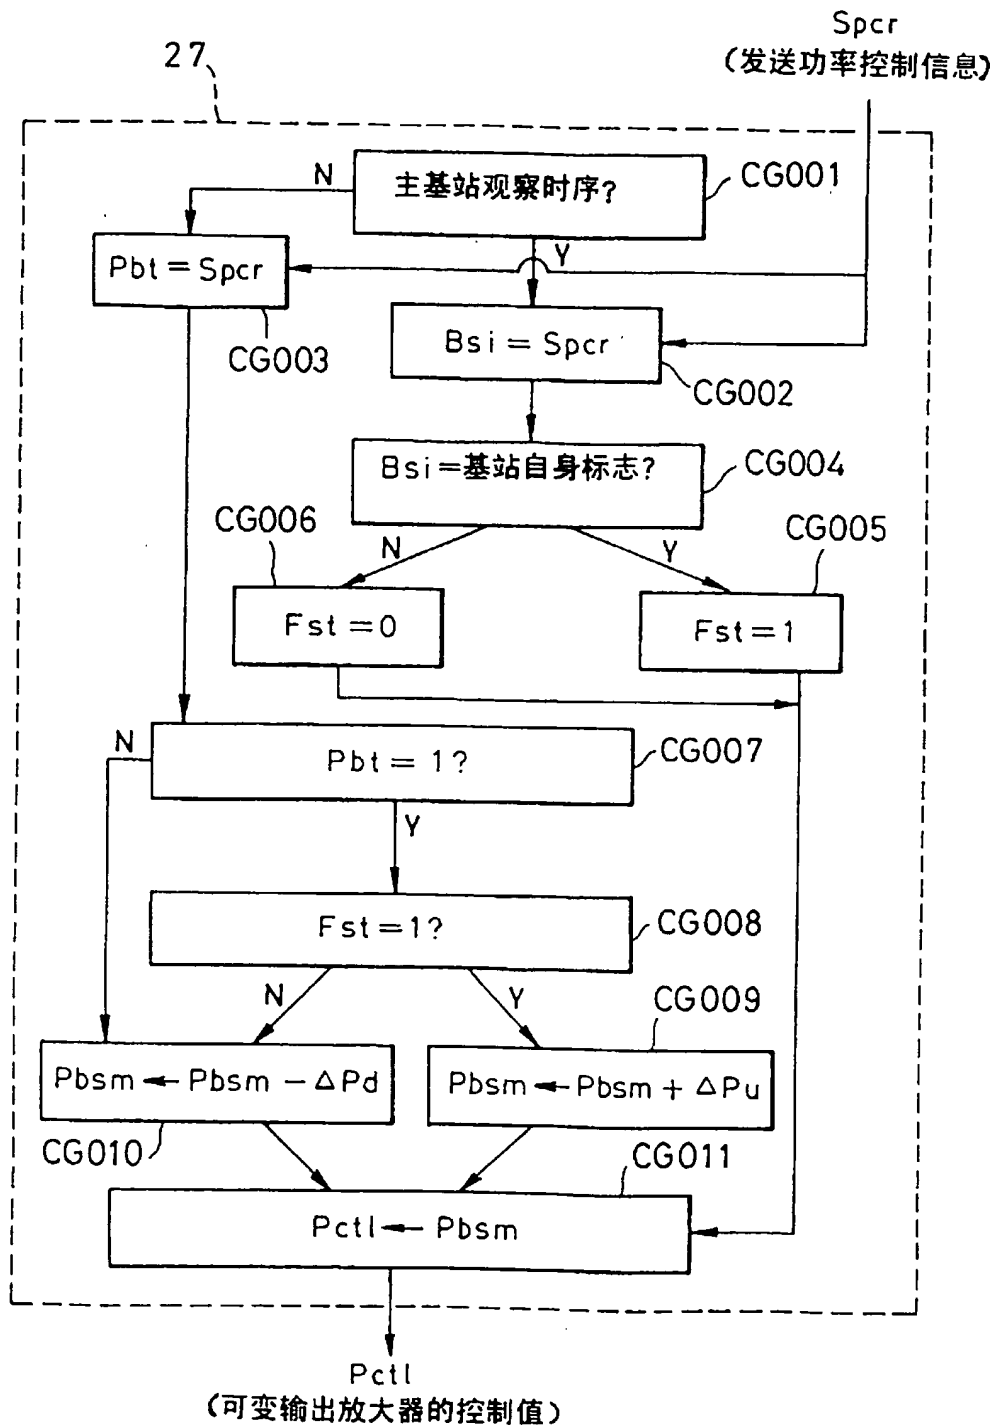 Spcr
(发送功率控制信息)
27
主基站观察时序?
CG001
N
Y
Pbt=Spcr
CG003
Bsi=Spcr
CG002
Bsi=基站自身标志?
CG004
CG006
N
Y
CG005
Fst=0
Fst=1
N
Pbt=1?
CG007
Y
Fst=1?
CG008
N
Y
CG009
Pbsm←Pbsm-ΔPd
Pbsm←Pbsm+ΔPu
CG010
CG011
Pctl←Pbsm
Pctl
(可变输出放大器的控制值)